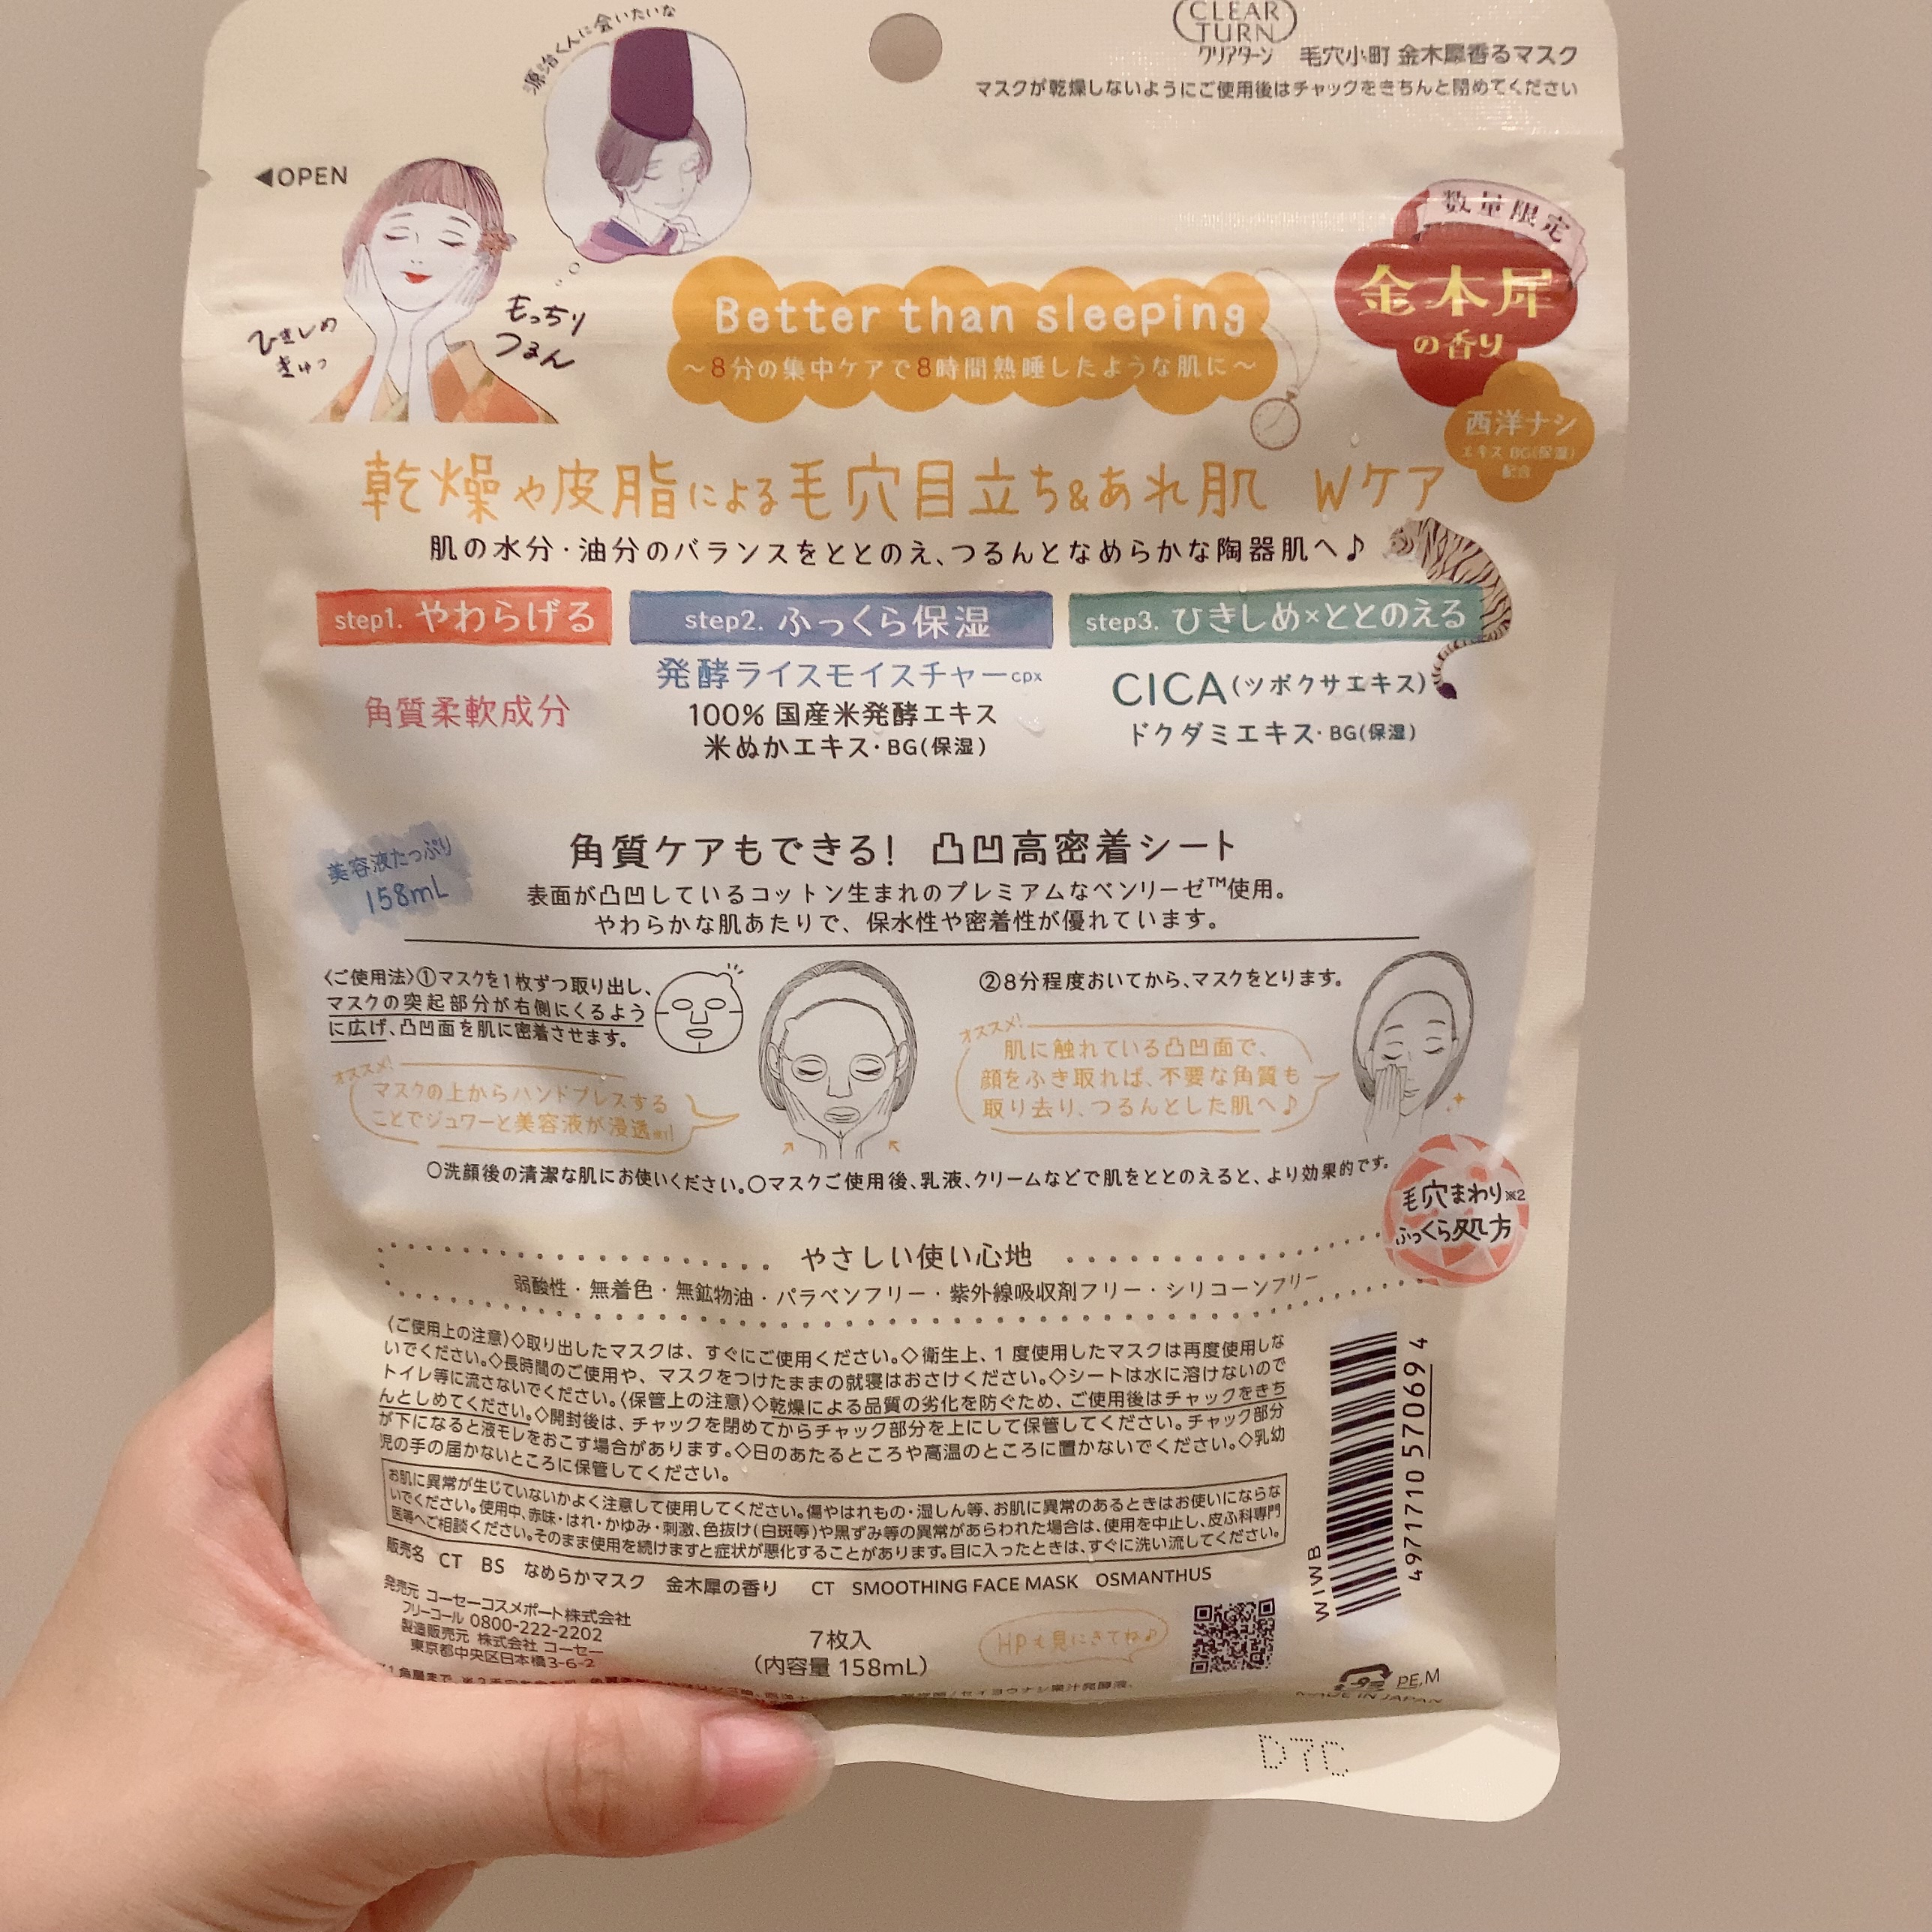 CLEAR
TURN
クリアターン 毛穴小町 金木犀香るマスク
マスクが乾燥しないようにご使用後はチャックをきちんと閉めてください
源治くんに会いたいな
◀OPEN
ひきしめ
きゅっ
もっちり
つるん
Better than sleeping
〜8分の集中ケアで8時間熟睡したような肌に〜
数量限定
金木犀
の香り
西洋ナシ
エキス BG(保湿)
配合
乾燥や皮脂による毛穴目立ち&あれ肌 Wケア
肌の水分・油分のバランスをととのえ、つるんとなめらかな陶器肌へ♪
step1. やわらげる
角質柔軟成分
step2. ふっくら保湿
発酵ライスモイスチャーcpx
100% 国産米発酵エキス
米ぬかエキス・BG(保湿)
step3. ひきしめ×ととのえる
CICA(ツボクサエキス)
ドクダミエキス・BG(保湿)
美容液たっぷり
158mL
角質ケアもできる! 凸凹高密着シート
表面が凸凹しているコットン生まれのプレミアムなベンリーゼ™使用。
やわらかな肌あたりで、保水性や密着性が優れています。
〈ご使用法〉①マスクを1枚ずつ取り出し、
マスクの突起部分が右側にくるよう
に広げ、凸凹面を肌に密着させます。
オススメ!
マスクの上からハンドプレスする
ことでジュワーと美容液が浸透※1!
②8分程度おいてから、マスクをとります。
オススメ!
肌に触れている凸凹面で、
顔をふき取れば、不要な角質も
取り去り、つるんとした肌へ♪
○洗顔後の清潔な肌にお使いください。○マスクご使用後、乳液、クリームなどで肌をととのえると、より効果的です。
毛穴まわり※2
ふっくら処方
やさしい使い心地
弱酸性・無着色・無鉱物油・パラベンフリー・紫外線吸収剤フリー・シリコーンフリー
〈ご使用上の注意〉◇取り出したマスクは、すぐにご使用ください。◇衛生上、1度使用したマスクは再度使用しな
いでください。◇長時間のご使用や、マスクをつけたままの就寝はおさけください。◇シートは水に溶けないので
トイレ等に流さないでください。〈保管上の注意〉◇乾燥による品質の劣化を防ぐため、ご使用後はチャックをきち
んとしめてください。◇開封後は、チャックを閉めてからチャック部分を上にして保管してください。チャック部分
が下になると液モレをおこす場合があります。◇日のあたるところや高温のところに置かないでください。◇乳幼
児の手の届かないところに保管してください。
お肌に異常が生じていないかよく注意して使用してください。傷やはれもの・湿しん等、お肌に異常のあるときはお使いにならな
いでください。使用中、赤味・はれ・かゆみ・刺激、色抜け(白斑等)や黒ずみ等の異常があらわれた場合は、使用を中止し、皮ふ科専門
医等へご相談ください。そのまま使用を続けますと症状が悪化することがあります。目に入ったときは、すぐに洗い流してください。
販売名 CT BS なめらかマスク 金木犀の香り CT SMOOTHING FACE MASK OSMANTHUS
発売元 コーセーコスメポート株式会社
フリーコール 0800-222-2202
製造販売元 株式会社 コーセー
東京都中央区日本橋3-6-2
7枚入
(内容量 158mL)
HPも見にきてね♪
WIWB
4971710 570694
PE,M
MADE IN JAPAN
D7C